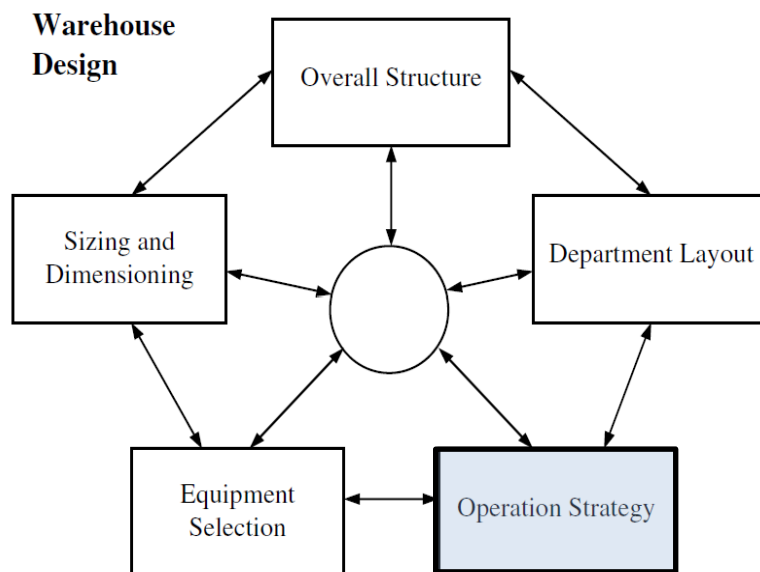 Warehouse
Design
Overall Structure
Sizing and
Dimensioning
Department Layout
Equipment
Selection
Operation Strategy